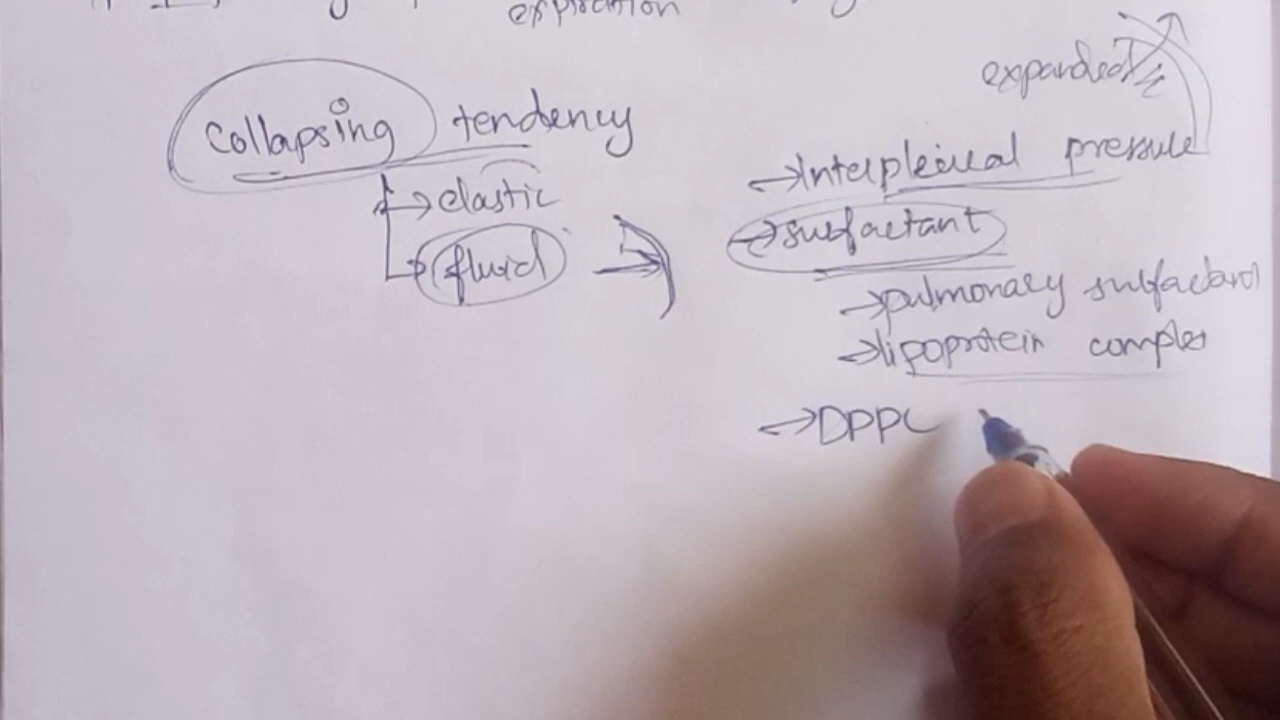 expiration
expanded
collapsing tendency
→ elastic
→ fluid →
→ Interpleural pressure
→ surfactant
→ pulmonary surfactant
→ lipoprotein complex
→ DPPC